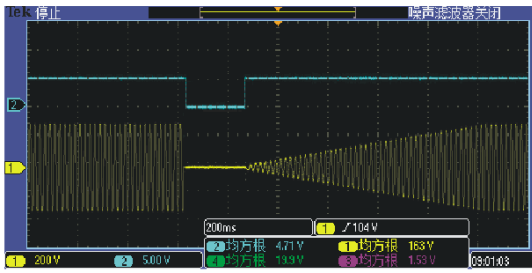 Tek 停止 噪声滤波器关闭
2
1
200ms 1 ∫104 V
2 均方根 4.71 V 1 均方根 163 V
4 均方根 19.9 V 3 均方根 1.53 V
1 200 V 2 5.00 V 09:01:03